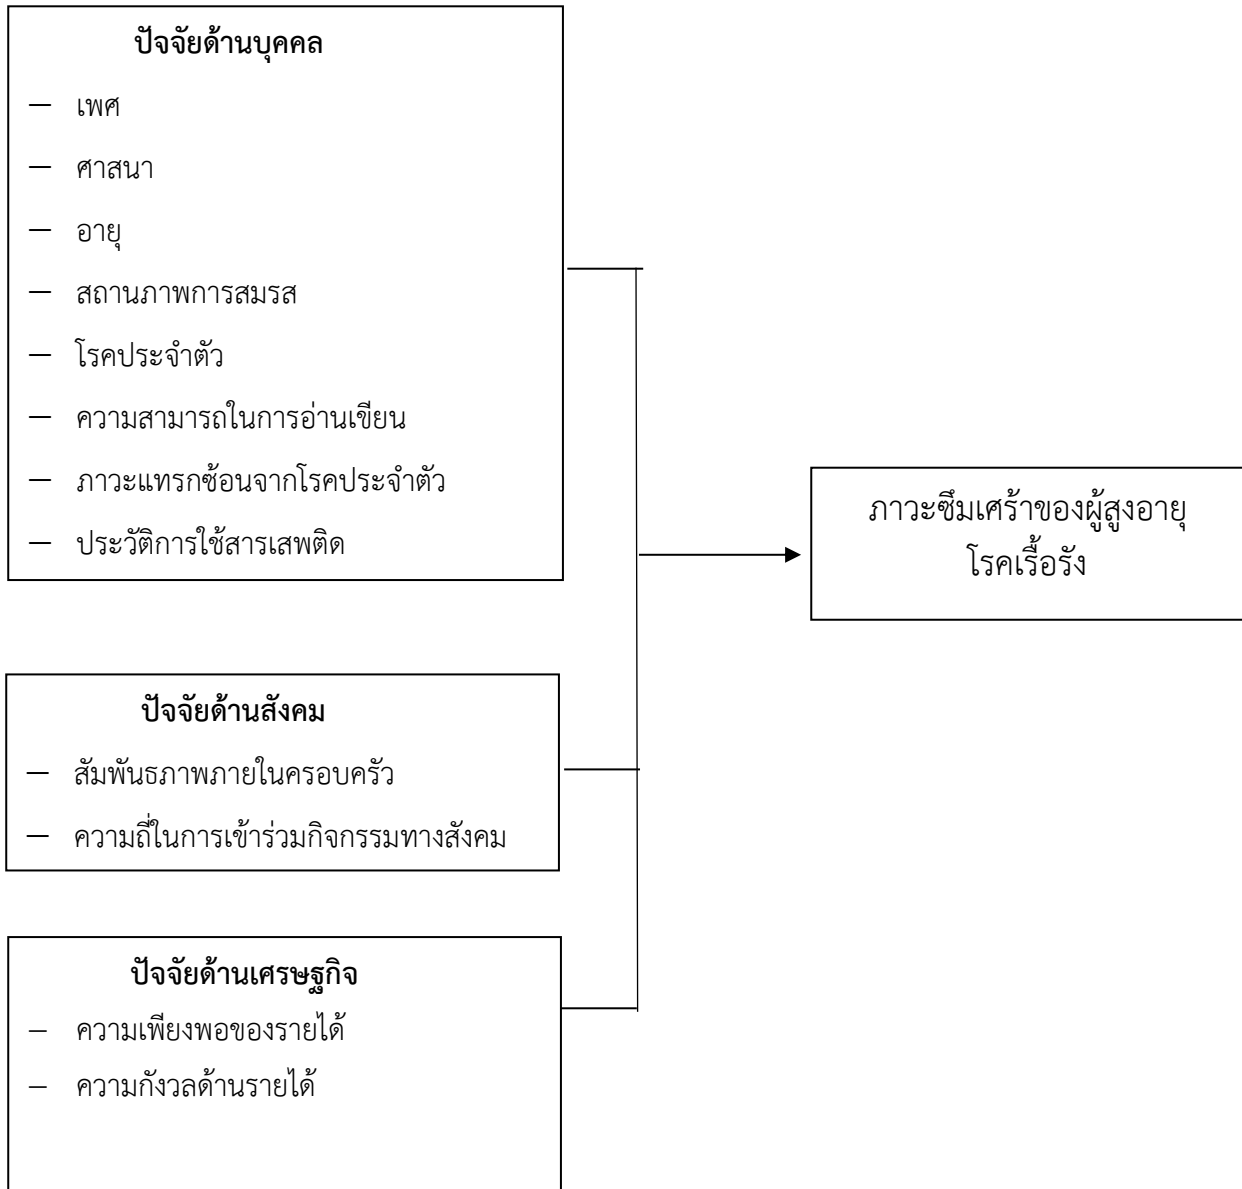 ปัจจัยด้านบุคคล
— เพศ
— ศาสนา
— อายุ
— สถานภาพการสมรส
— โรคประจำตัว
— ความสามารถในการอ่านเขียน
— ภาวะแทรกซ้อนจากโรคประจำตัว
— ประวัติการใช้สารเสพติด
ภาวะซึมเศร้าของผู้สูงอายุ
โรคเรื้อรัง
ปัจจัยด้านสังคม
— สัมพันธภาพภายในครอบครัว
— ความถี่ในการเข้าร่วมกิจกรรมทางสังคม
ปัจจัยด้านเศรษฐกิจ
— ความเพียงพอของรายได้
— ความกังวลด้านรายได้